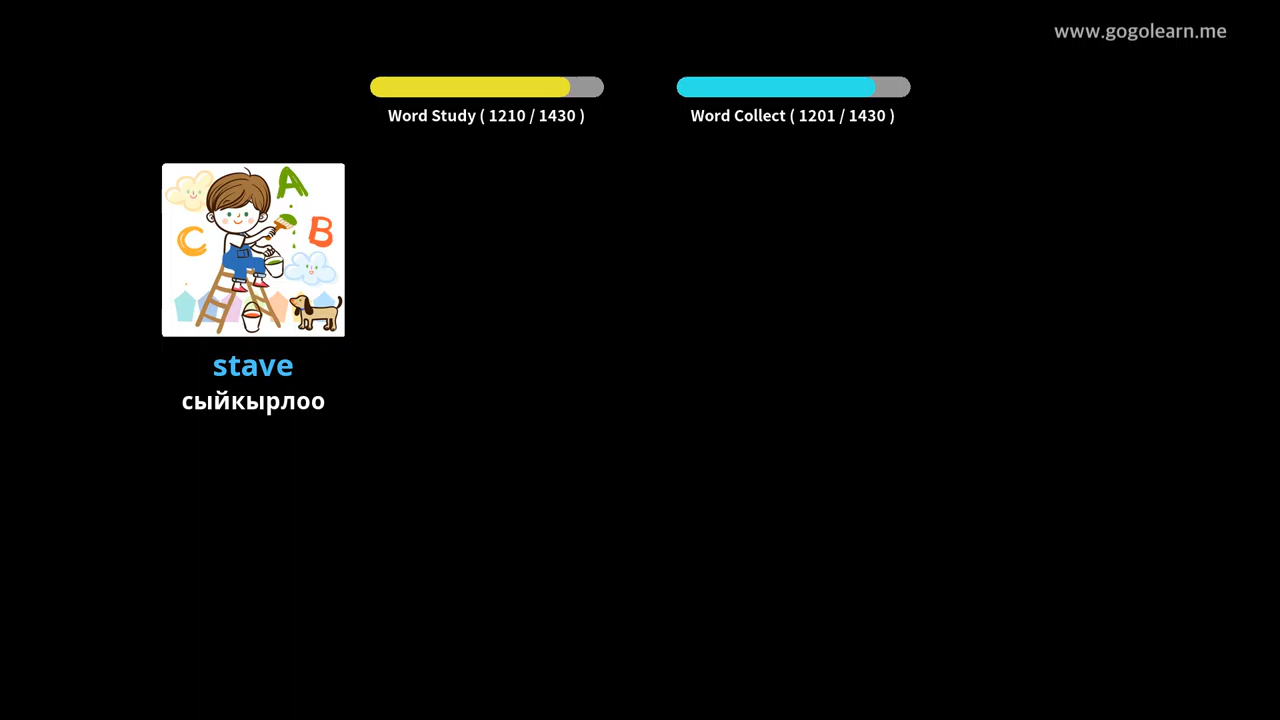 www.gogolearn.me
Word Study ( 1210 / 1430 )
Word Collect ( 1201 / 1430 )
A
B
C
stave
сыйкырлоо